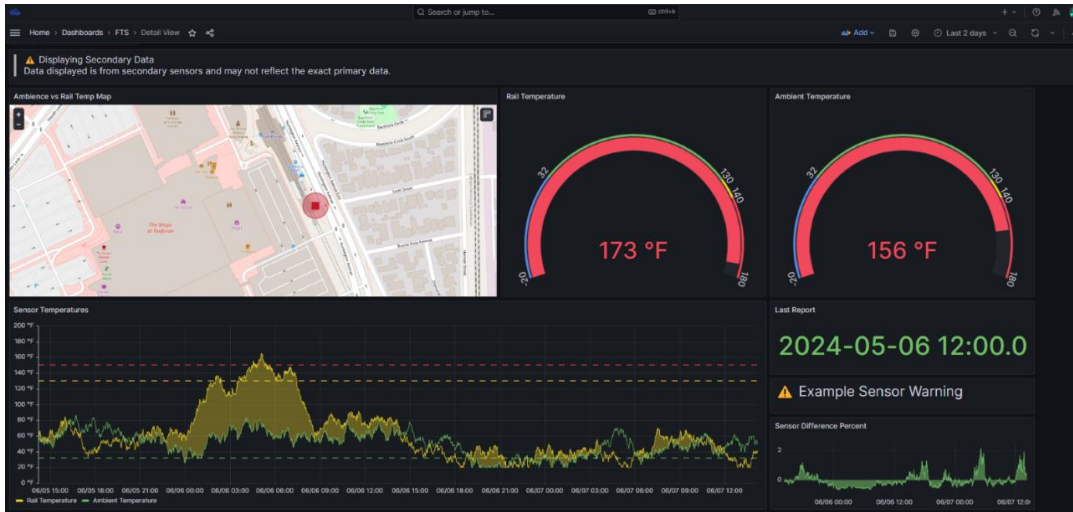 Search or jump to...
ctrl+k
Home › Dashboards › FTS › Detail View
Add
Last 2 days
Displaying Secondary Data
Data displayed is from secondary sensors and may not reflect the exact primary data.
Ambience vs Rail Temp Map
+
-
Rail Temperature
-20
32
130
140
180
173 °F
Ambient Temperature
-20
32
130
140
180
156 °F
Sensor Temperatures
200 °F
180 °F
160 °F
140 °F
120 °F
100 °F
80 °F
60 °F
40 °F
20 °F
0 °F
06/05 15:00 06/05 18:00 06/05 21:00 06/06 00:00 06/06 03:00 06/06 06:00 06/06 09:00 06/06 12:00 06/06 15:00 06/06 18:00 06/06 21:00 06/07 00:00 06/07 03:00 06/07 06:00 06/07 09:00 06/07 12:00
Rail Temperature Ambient Temperature
Last Report
2024-05-06 12:00.0
Example Sensor Warning
Sensor Difference Percent
2
0
06/06 00:00 06/06 12:00 06/07 00:00 06/07 12:0